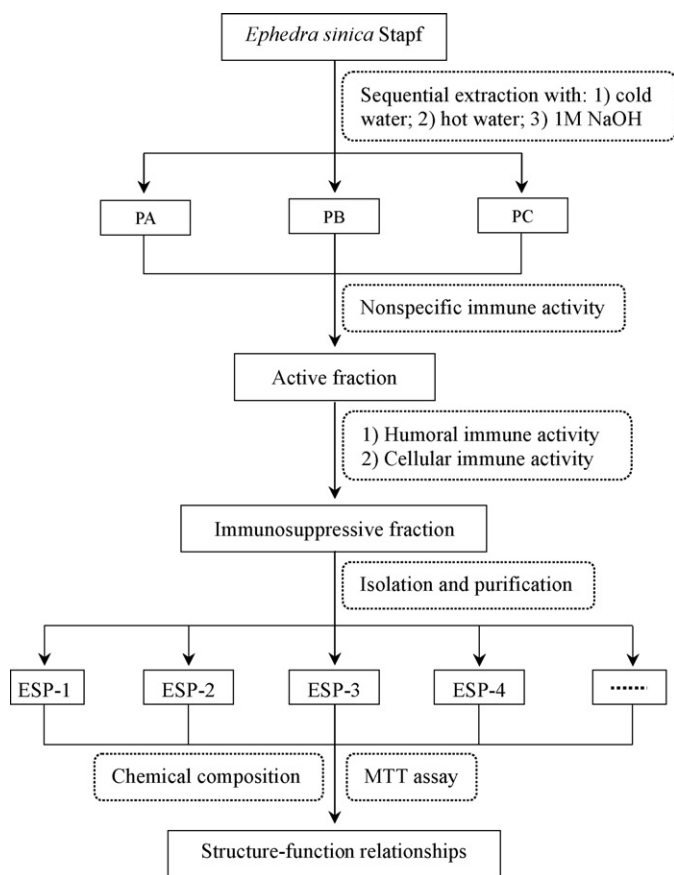 Ephedra sinica Stapf
Sequential extraction with: 1) cold
water; 2) hot water; 3) 1M NaOH
PA
PB
PC
Nonspecific immune activity
Active fraction
1) Humoral immune activity
2) Cellular immune activity
Immunosuppressive fraction
Isolation and purification
ESP-1
ESP-2
ESP-3
ESP-4
......
Chemical composition
MTT assay
Structure-function relationships